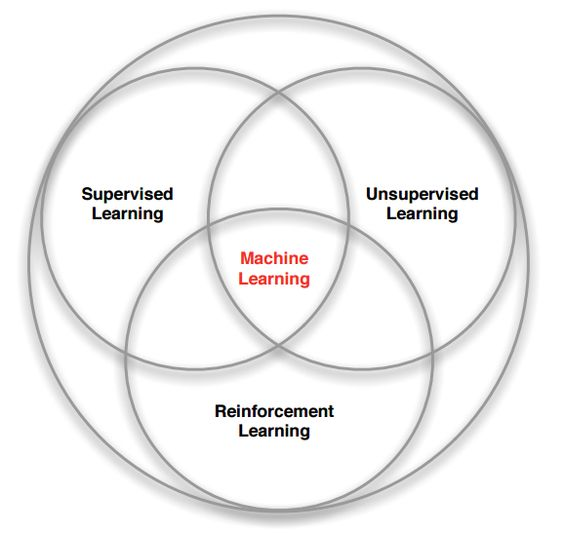 Supervised
Learning
Unsupervised
Learning
Machine
Learning
Reinforcement
Learning